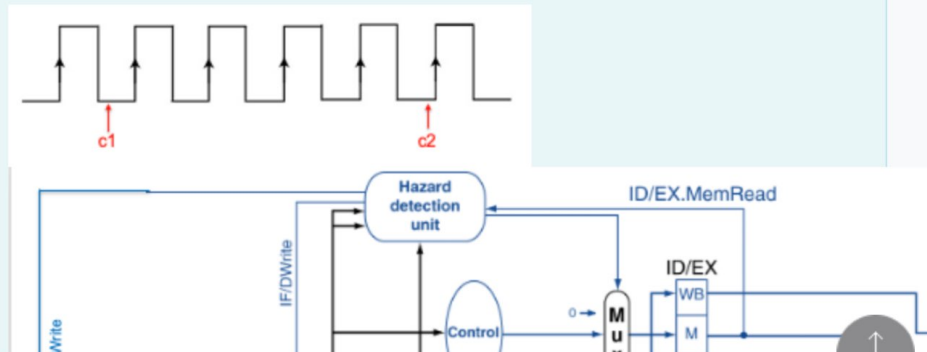 c1
c2
Hazard
detection
unit
ID/EX.MemRead
IF/DWrite
ID/EX
WB
0
M
u
Control
M
Write